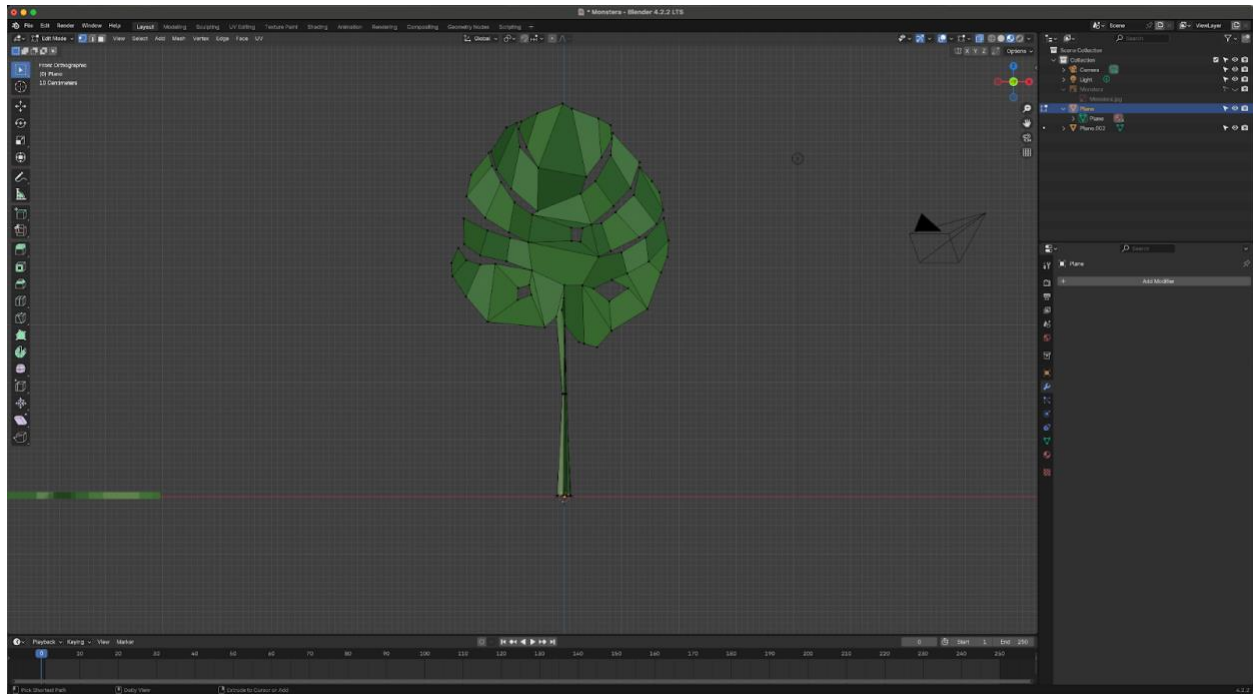 * Monstera - Blender 4.2.2 LTS
File Edit Render Window Help Layout Modeling Sculpting UV Editing Texture Paint Shading Animation Rendering Compositing Geometry Nodes Scripting + Scene ViewLayer
Edit Mode View Select Add Mesh Vertex Edge Face UV Global Search
X Y Z Options
Front Orthographic
(0) Plane
10 Centimeters
Scene Collection
Collection
Camera
Light
Monstera
Monstera.jpg
Plane
Plane
Plane.002
Search
Plane
Add Modifier
Playback Keying View Marker 0 Start 1 End 250
0 10 20 30 40 50 60 70 80 90 100 110 120 130 140 150 160 170 180 190 200 210 220 230 240 250
Pick Shortest Path Dolly View Extrude to Cursor or Add 4.2.2